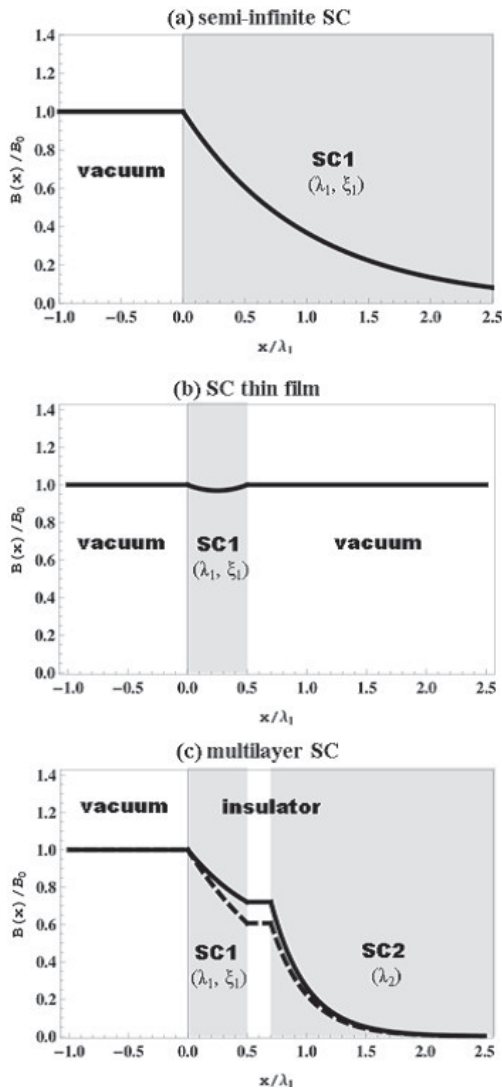 (a) semi-infinite SC
1.4
1.2
1.0
0.8
0.6
0.4
0.2
0.0
B(x)/B₀
vacuum
SC1
(λ₁, ξ₁)
-1.0 -0.5 0.0 0.5 1.0 1.5 2.0 2.5
x/λ₁
(b) SC thin film
1.4
1.2
1.0
0.8
0.6
0.4
0.2
0.0
B(x)/B₀
vacuum SC1 vacuum
(λ₁, ξ₁)
-1.0 -0.5 0.0 0.5 1.0 1.5 2.0 2.5
x/λ₁
(c) multilayer SC
1.4
1.2
1.0
0.8
0.6
0.4
0.2
0.0
B(x)/B₀
vacuum insulator
SC1 SC2
(λ₁, ξ₁) (λ₂)
-1.0 -0.5 0.0 0.5 1.0 1.5 2.0 2.5
x/λ₁